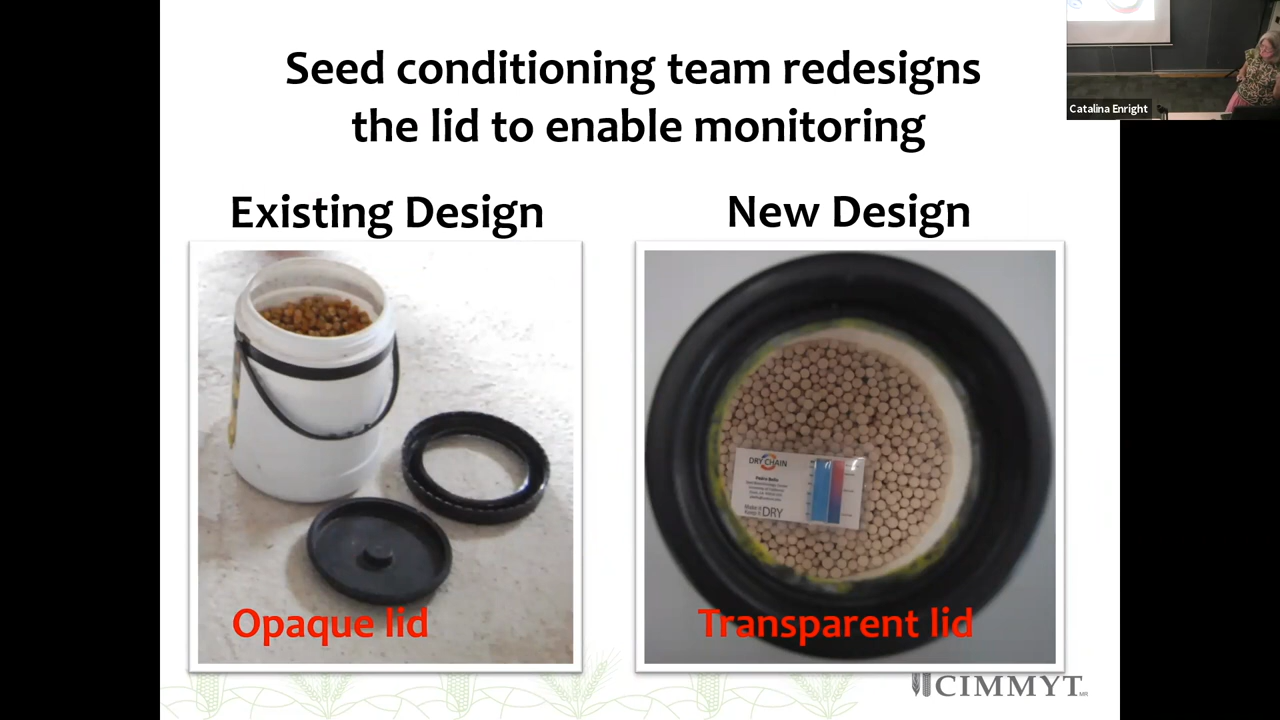 Seed conditioning team redesigns
the lid to enable monitoring
Catalina Enright
Existing Design
New Design
DRY CHAIN
DRY
Opaque lid
Transparent lid
CIMMYT
MR